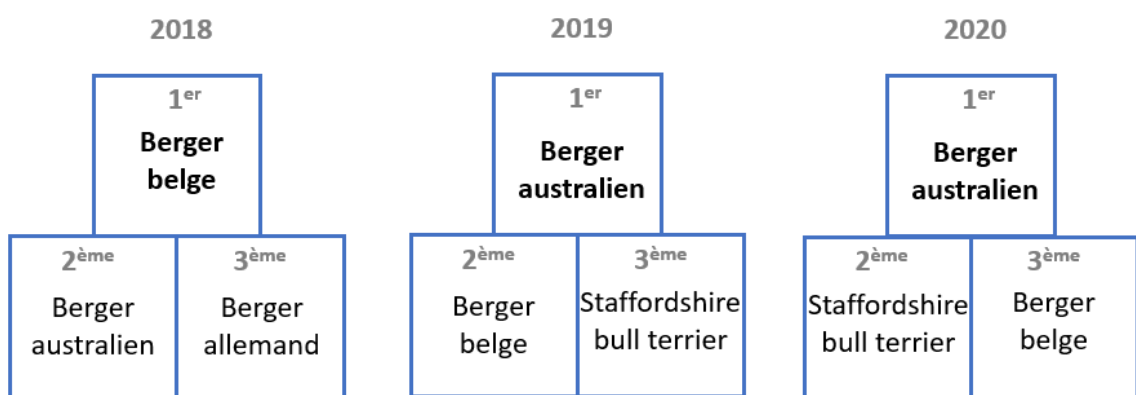 2018
1er
Berger
belge
2ème
Berger
australien
3ème
Berger
allemand
2019
1er
Berger
australien
2ème
Berger
belge
3ème
Staffordshire
bull terrier
2020
1er
Berger
australien
2ème
Staffordshire
bull terrier
3ème
Berger
belge